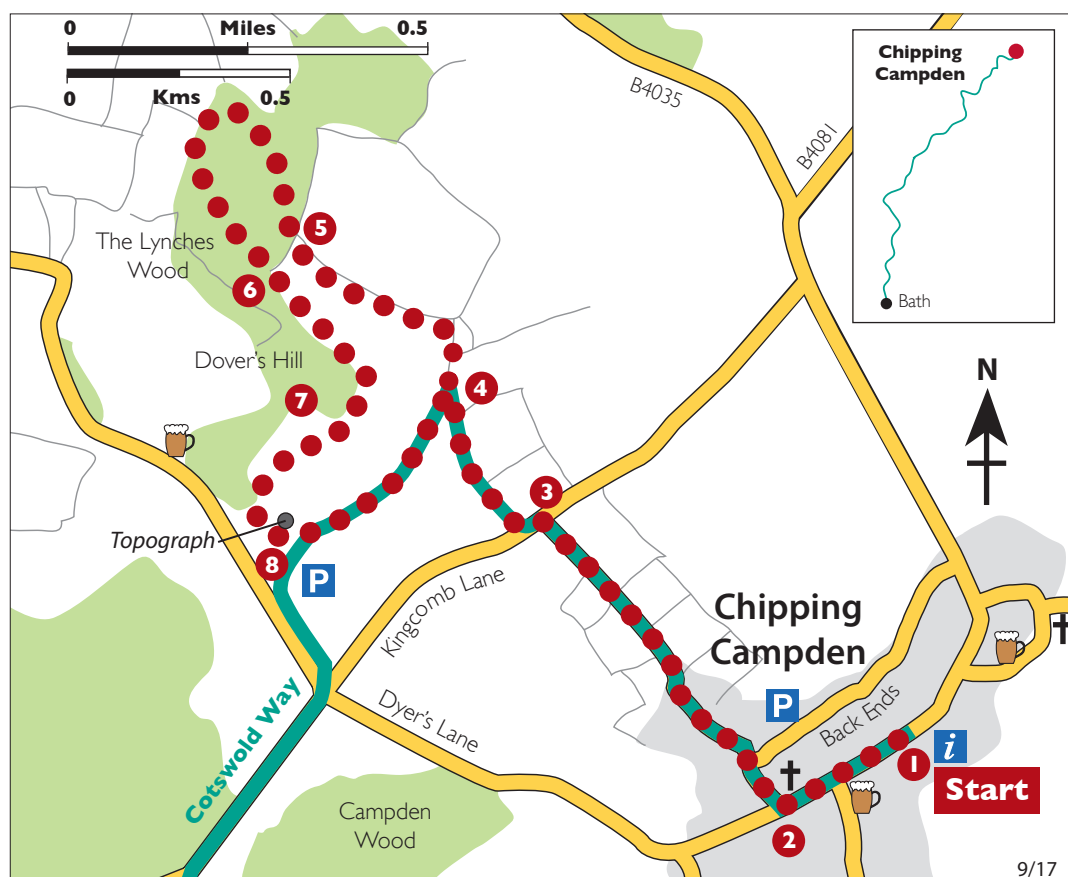 0 Miles 0.5
0 Kms 0.5
B4035
B4081
Chipping
Campden
Bath
The Lynches
Wood
5
6
Dover's Hill
7
4
N
3
Topograph
8
P
Kingcomb Lane
Chipping
Campden
P
Back Ends
Dyer's Lane
Cotswold Way
1
i
Start
Campden
Wood
2
9/17